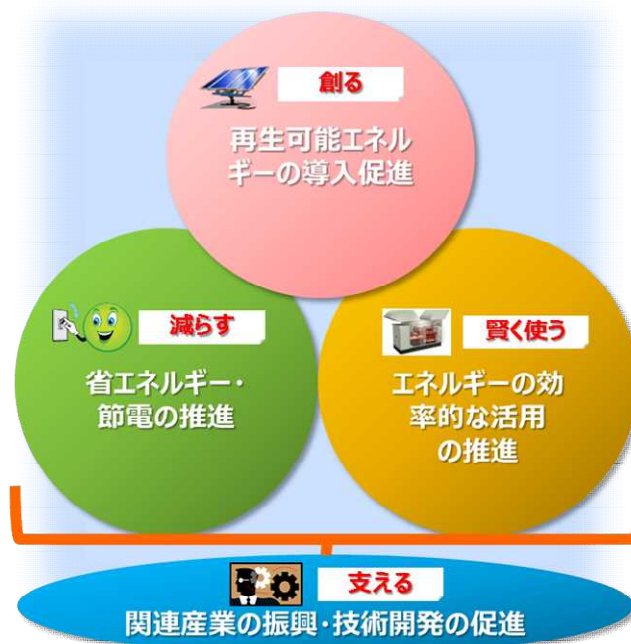 創る
再生可能エネル
ギーの導入促進
減らす
省エネルギー・
節電の推進
賢く使う
エネルギーの効
率的な活用
の推進
支える
関連産業の振興・技術開発の促進